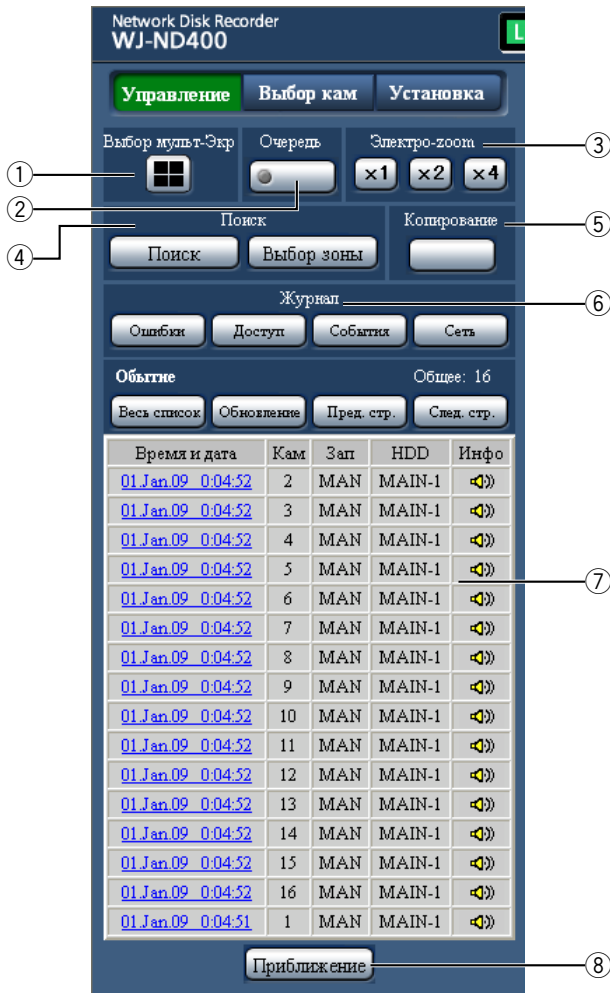 Network Disk Recorder
WJ-ND400
L
Управление Выбор кам Установка
Выбор мульт-Экр Очередь Электро-zoom ③
① x1 x2 x4
②
Поиск Копирование ⑤
④ Поиск Выбор зоны
Журнал ⑥
Ошибки Доступ События Сеть
Обытие Общее: 16
Весь список Обновление Пред. стр. След. стр.
Время и дата Кам Зап HDD Инфо
01.Jan.09 0:04:52 2 MAN MAIN-1
01.Jan.09 0:04:52 3 MAN MAIN-1
01.Jan.09 0:04:52 4 MAN MAIN-1
01.Jan.09 0:04:52 5 MAN MAIN-1 ⑦
01.Jan.09 0:04:52 6 MAN MAIN-1
01.Jan.09 0:04:52 7 MAN MAIN-1
01.Jan.09 0:04:52 8 MAN MAIN-1
01.Jan.09 0:04:52 9 MAN MAIN-1
01.Jan.09 0:04:52 10 MAN MAIN-1
01.Jan.09 0:04:52 11 MAN MAIN-1
01.Jan.09 0:04:52 12 MAN MAIN-1
01.Jan.09 0:04:52 13 MAN MAIN-1
01.Jan.09 0:04:52 14 MAN MAIN-1
01.Jan.09 0:04:52 15 MAN MAIN-1
01.Jan.09 0:04:52 16 MAN MAIN-1
01.Jan.09 0:04:51 1 MAN MAIN-1
Приближение ⑧